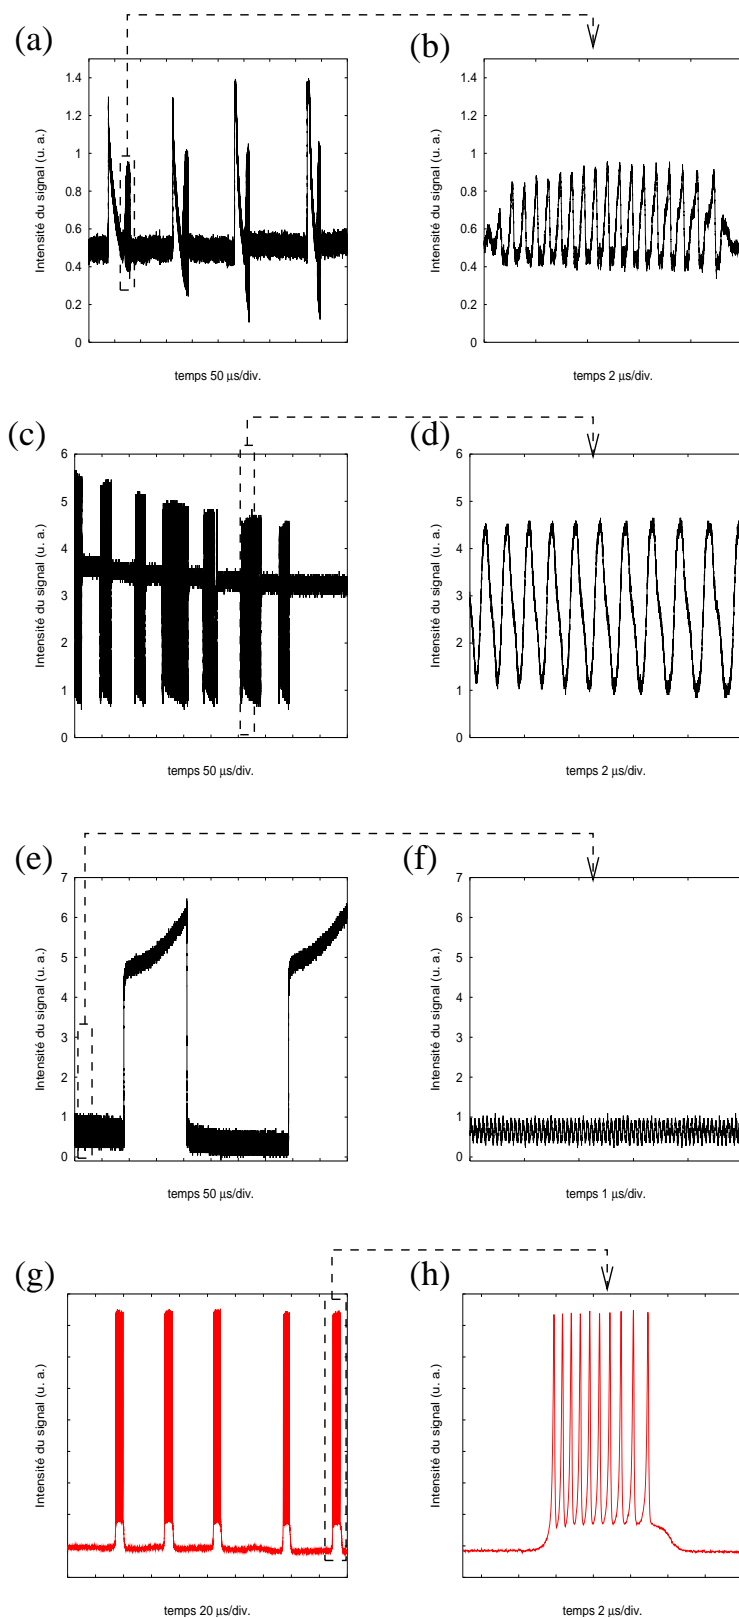 (a)
(b)
Intensité du signal (u. a.)
1.4
1.2
1
0.8
0.6
0.4
0.2
0
temps 50 μs/div.
Intensité du signal (u. a.)
1.4
1.2
1
0.8
0.6
0.4
0.2
0
temps 2 μs/div.
(c)
(d)
Intensité du signal (u. a.)
6
5
4
3
2
1
0
temps 50 μs/div.
Intensité du signal (u. a.)
6
5
4
3
2
1
0
temps 2 μs/div.
(e)
(f)
Intensité du signal (u. a.)
7
6
5
4
3
2
1
0
temps 50 μs/div.
Intensité du signal (u. a.)
7
6
5
4
3
2
1
0
temps 1 μs/div.
(g)
(h)
Intensité du signal (u. a.)
temps 20 μs/div.
Intensité du signal (u. a.)
temps 2 μs/div.